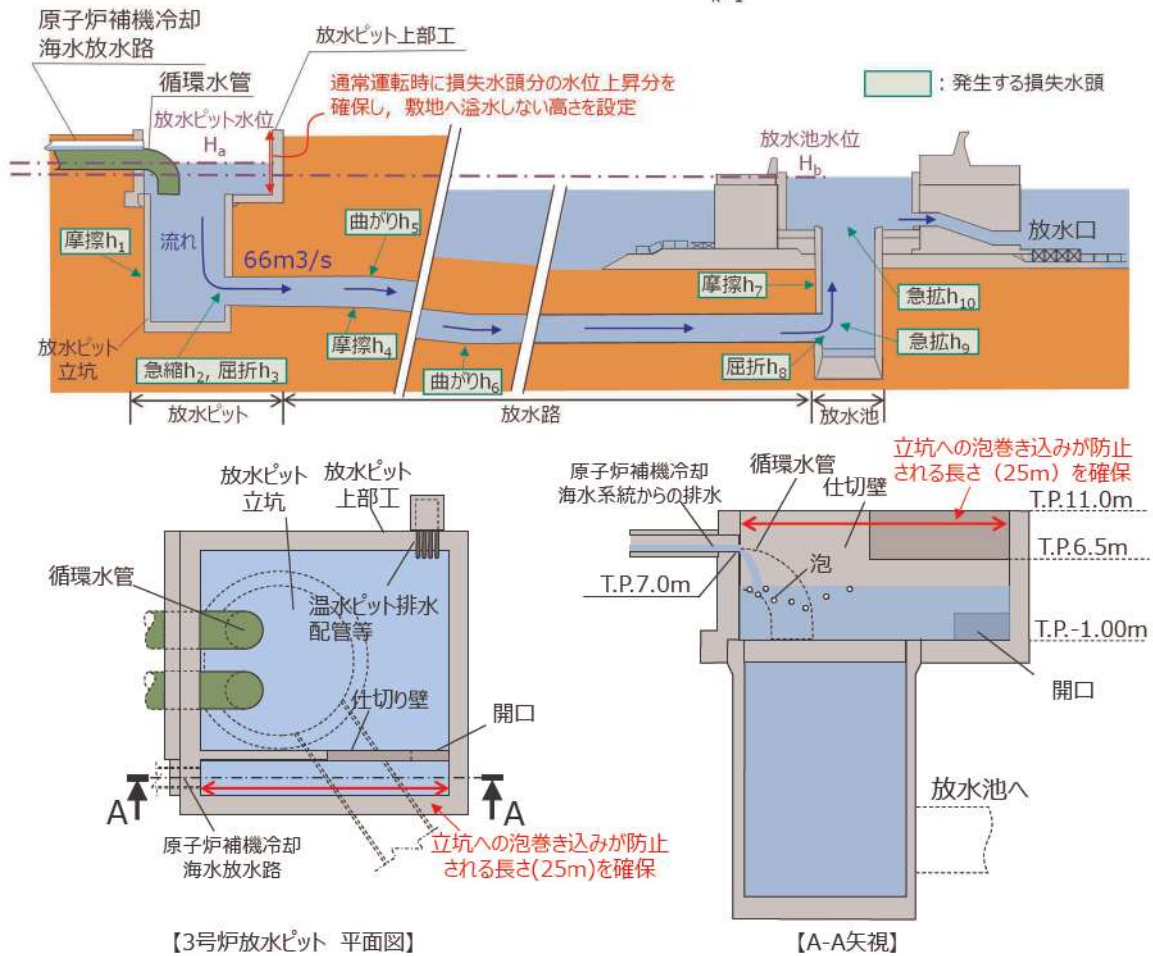 原子炉補機冷却
海水放水路
循環水管
放水ピット水位
Ha
放水ピット上部工
通常運転時に損失水頭分の水位上昇分を
確保し，敷地へ溢水しない高さを設定
：発生する損失水頭
放水池水位
Hb
摩擦h1
流れ
66m3/s
曲がりh5
放水口
摩擦h7
急拡h10
放水ピット
立坑
急縮h2, 屈折h3
摩擦h4
曲がりh6
屈折h8
急拡h9
放水ピット
放水路
放水池
放水ピット
立坑
放水ピット
上部工
循環水管
温水ピット排水
配管等
仕切り壁
開口
A
A
原子炉補機冷却
海水放水路
立坑への泡巻き込みが防止
される長さ(25m)を確保
【3号炉放水ピット 平面図】
原子炉補機冷却
海水系統からの排水
循環水管
仕切壁
立坑への泡巻き込みが防止
される長さ（25m）を確保
T.P.11.0m
T.P.6.5m
T.P.7.0m
泡
T.P.-1.00m
開口
放水池へ
【A-A矢視】